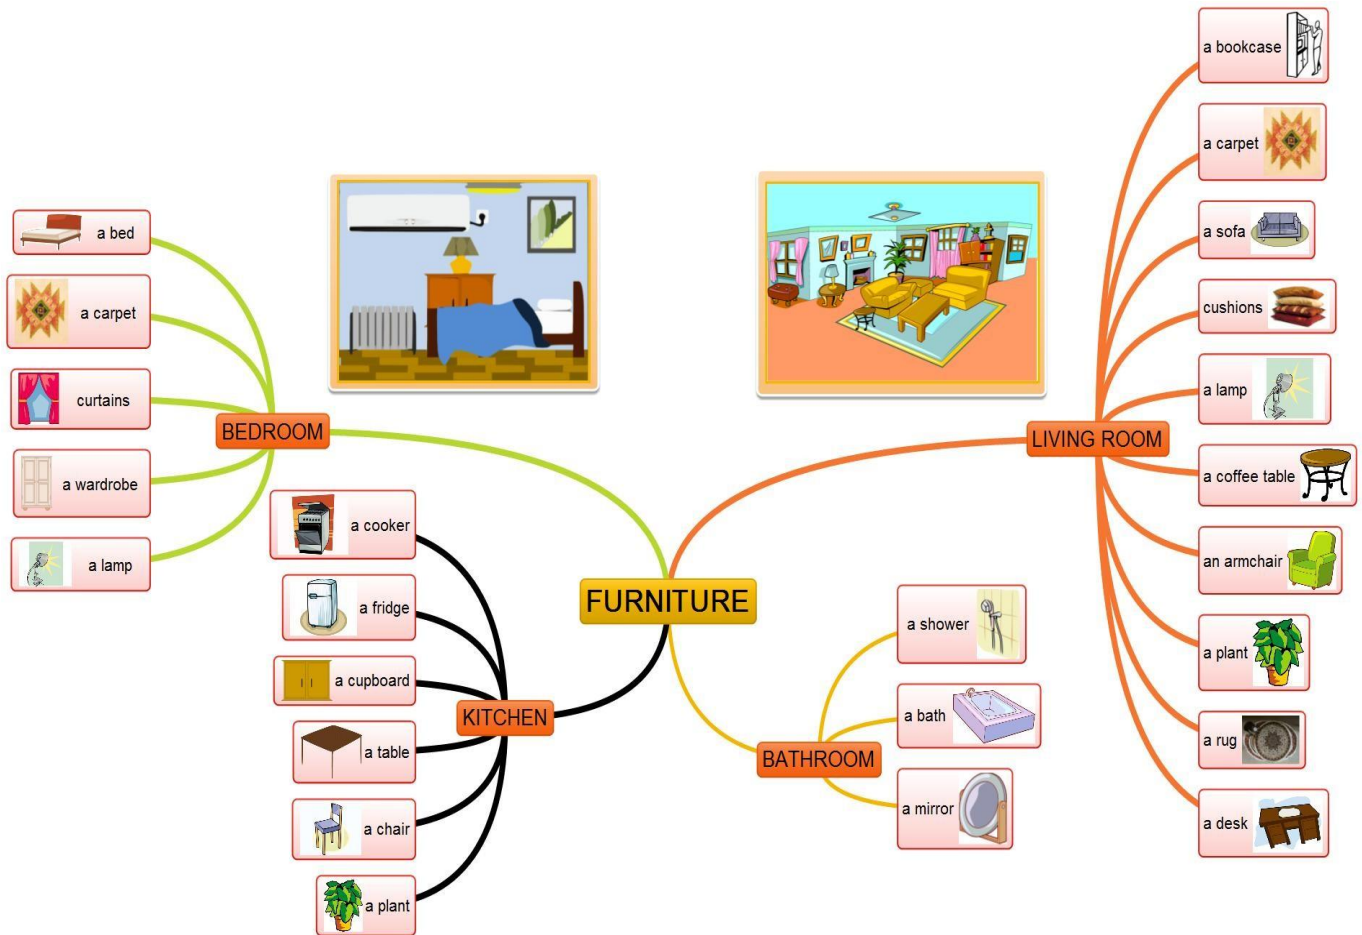 FURNITURE
BEDROOM
a bed
a carpet
curtains
a wardrobe
a lamp
KITCHEN
a cooker
a fridge
a cupboard
a table
a chair
a plant
BATHROOM
a shower
a bath
a mirror
LIVING ROOM
a bookcase
a carpet
a sofa
cushions
a lamp
a coffee table
an armchair
a plant
a rug
a desk